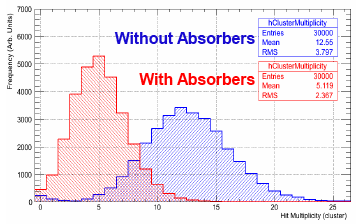 Frequency (Arb. Units)
7000
6000
5000
4000
3000
2000
1000
0
Without Absorbers
With Absorbers
hClusterMultiplicity
Entries 30000
Mean 12.55
RMS 3.797
hClusterMultiplicity
Entries 30000
Mean 5.119
RMS 2.367
0 5 10 15 20 25
Hit Multiplicity (cluster)